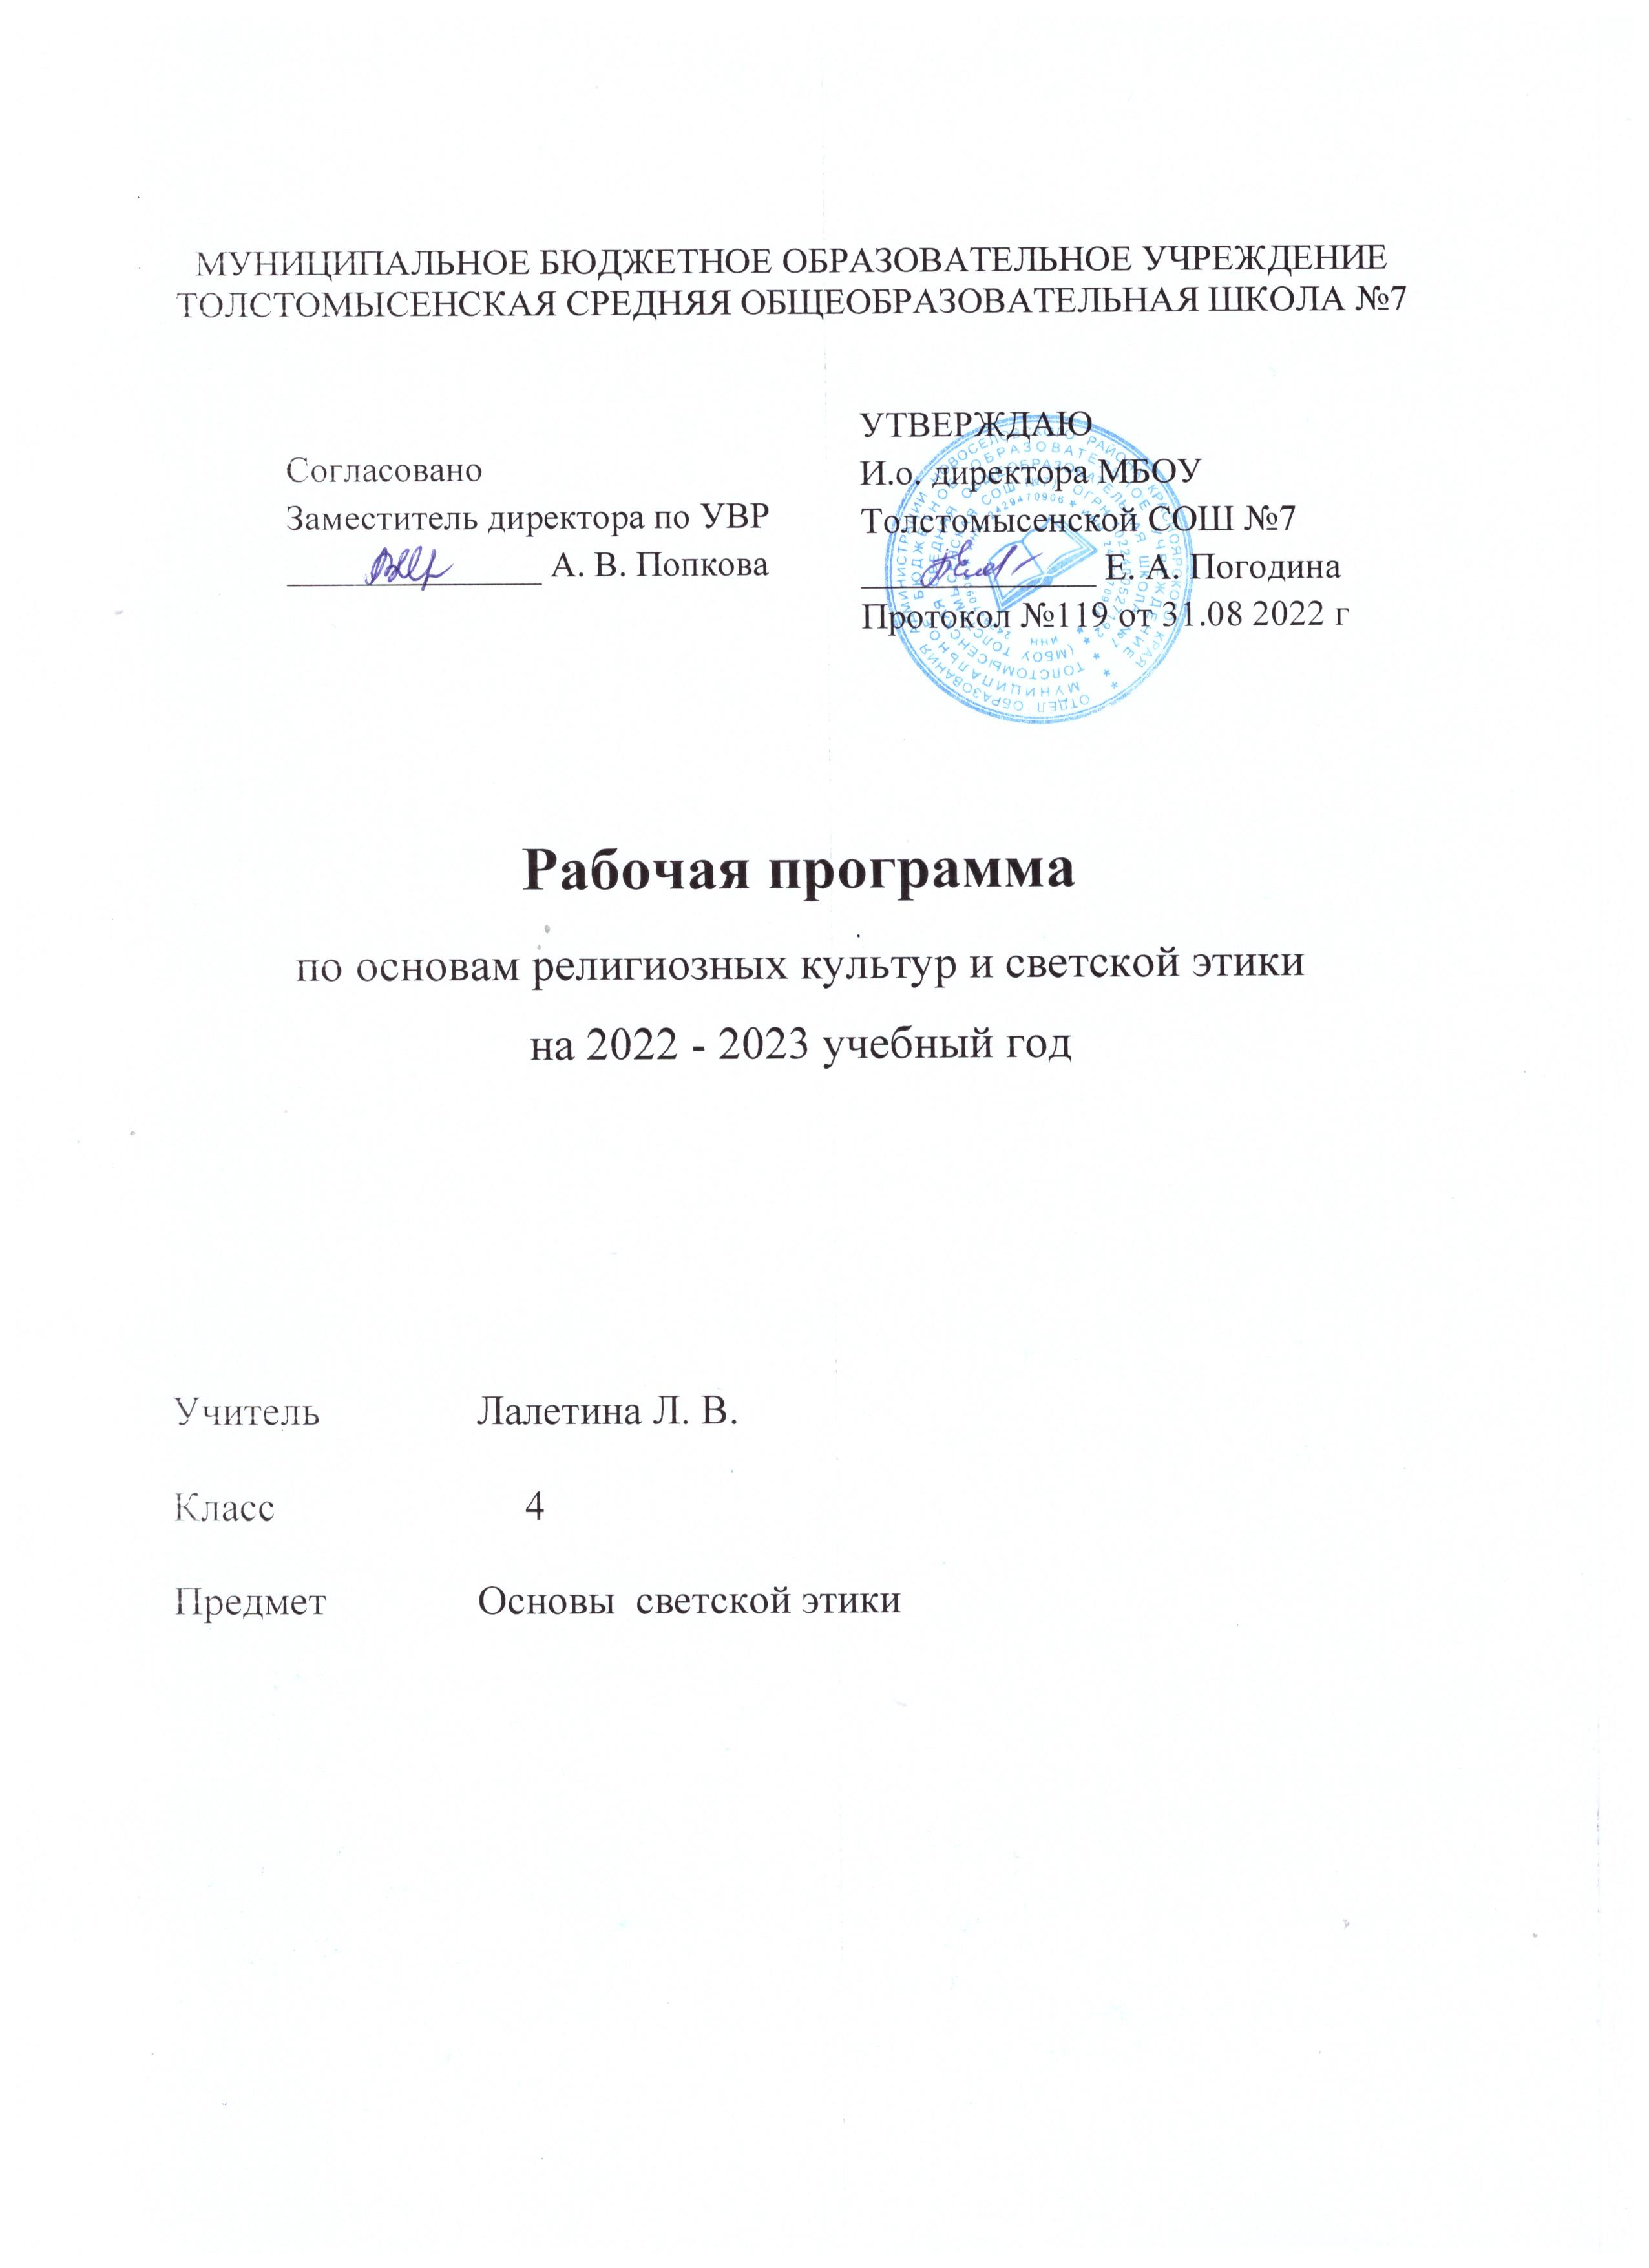 МУНИЦИПАЛЬНОЕ БЮДЖЕТНОЕ ОБРАЗОВАТЕЛЬНОЕ УЧРЕЖДЕНИЕ
ТОЛСТОМЫСЕНСКАЯ СРЕДНЯЯ ОБЩЕОБРАЗОВАТЕЛЬНАЯ ШКОЛА №7
Согласовано
Заместитель директора по УВР
А. В. Попкова
УТВЕРЖДАЮ
И.о. директора МБОУ
Толстомысенской СОШ №7
Е. А. Погодина
Протокол №119 от 31.08 2022 г
Рабочая программа
по основам религиозных культур и светской этики
на 2022 - 2023 учебный год
Учитель Лалетина Л. В.
Класс 4
Предмет Основы светской этики